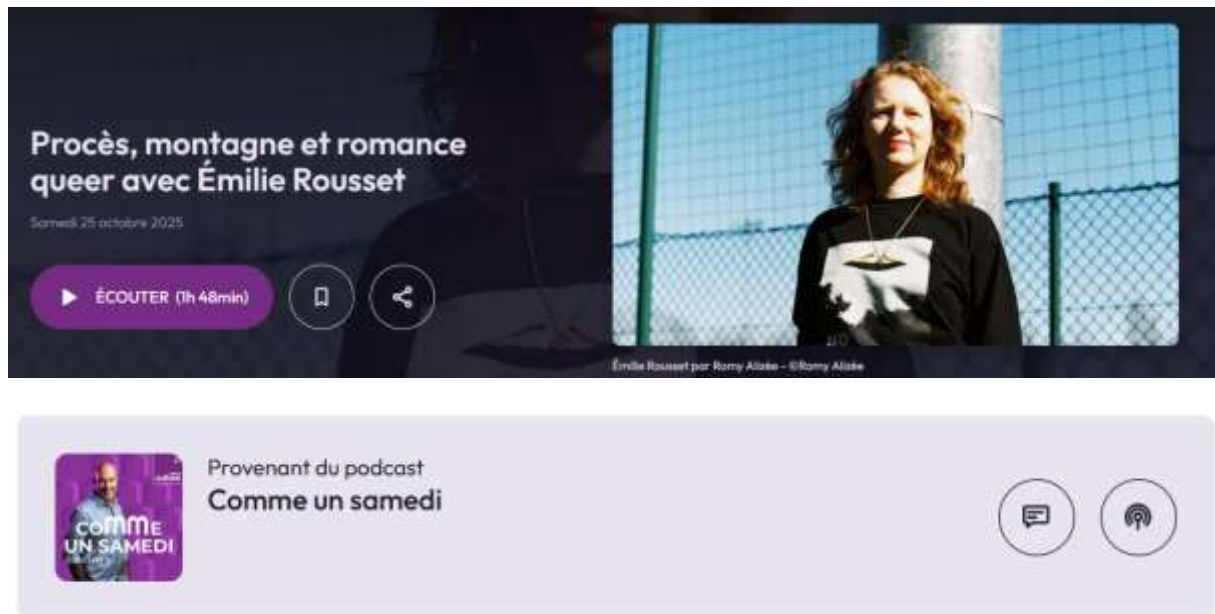 Procès, montagne et romance
queer avec Émilie Rousset
Samedi 25 octobre 2025
ÉCOUTER (1h 48min)
Émilie Rousset par Romy Alizée - ©Romy Alizée
Provenant du podcast
Comme un samedi
culture
COMME
UN SAMEDI